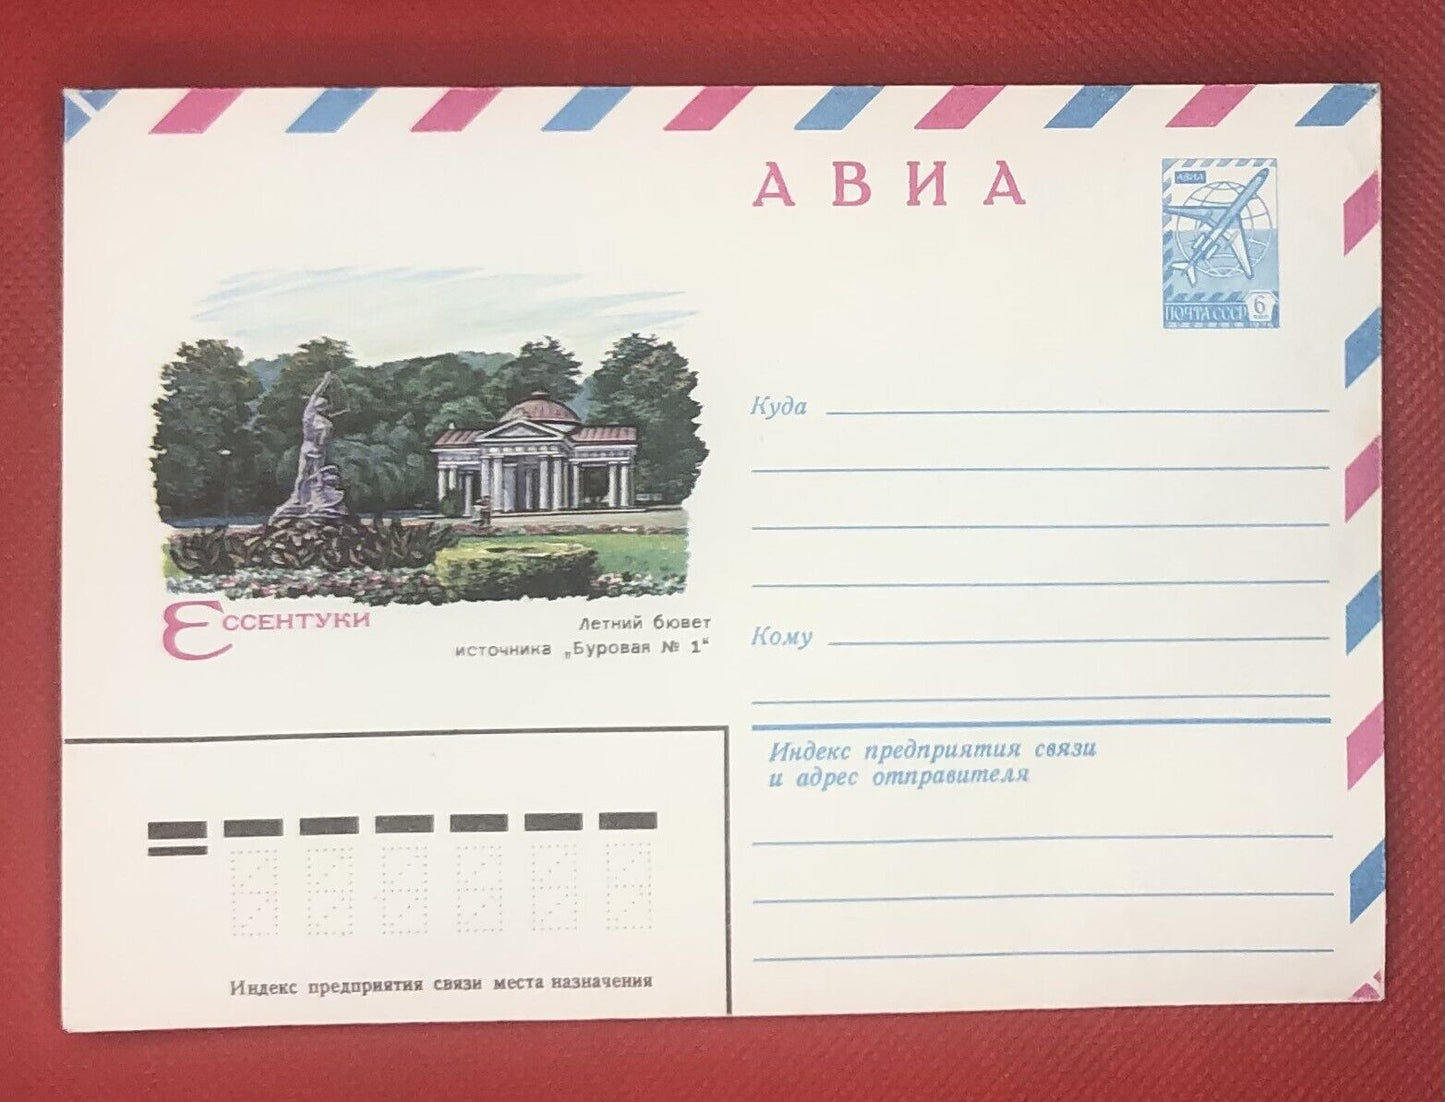 АВИА
АВИА
ПОЧТА СССР 6
Куда
Ессентуки
Летний бювет
источника „Буровая № 1“
Кому
Индекс предприятия связи
и адрес отправителя
Индекс предприятия связи места назначения